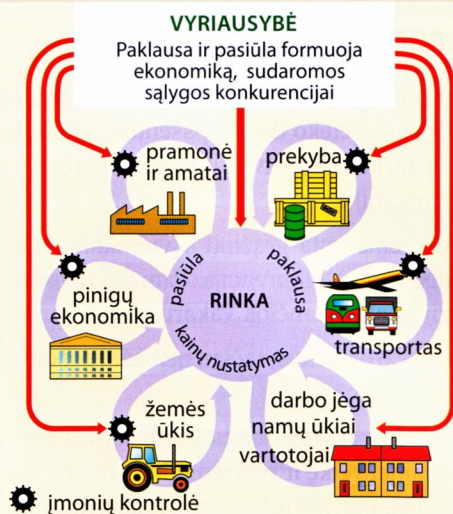 VYRIAUSYBĖ
Paklausa ir pasiūla formuoja
ekonomiką, sudaromos
sąlygos konkurencijai
pramonė
ir amatai
prekyba
pinigų
ekonomika
pasiūla
paklausa
RINKA
kainų nustatymas
transportas
žemės
ūkis
darbo jėga
namų ūkiai
vartotojai
įmonių kontrolė